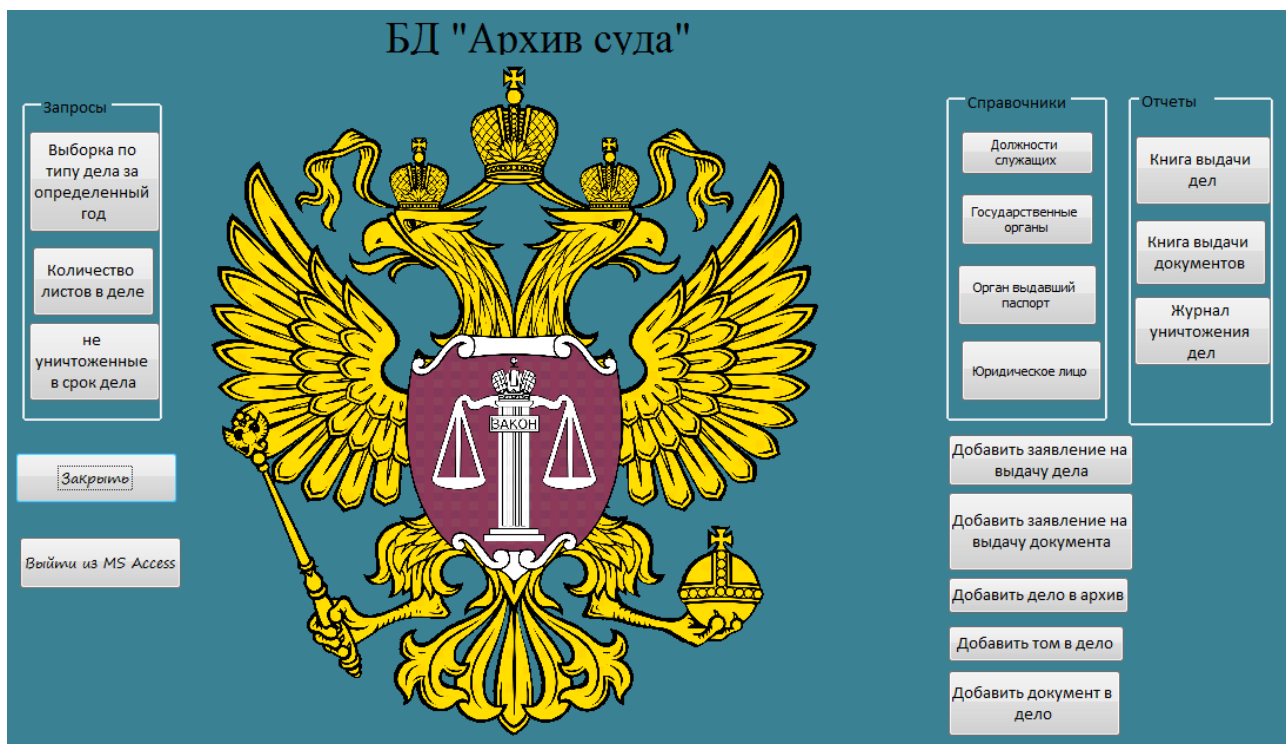 БД "Архив суда"
Запросы
Выборка по
типу дела за
определенный
год
Количество
листов в деле
не
уничтоженные
в срок дела
Закрыть
Выйти из MS Access
ЗАКОН
Справочники
Должности
служащих
Государственные
органы
Орган выдавший
паспорт
Юридическое лицо
Отчеты
Книга выдачи
дел
Книга выдачи
документов
Журнал
уничтожения
дел
Добавить заявление на
выдачу дела
Добавить заявление на
выдачу документа
Добавить дело в архив
Добавить том в дело
Добавить документ в
дело